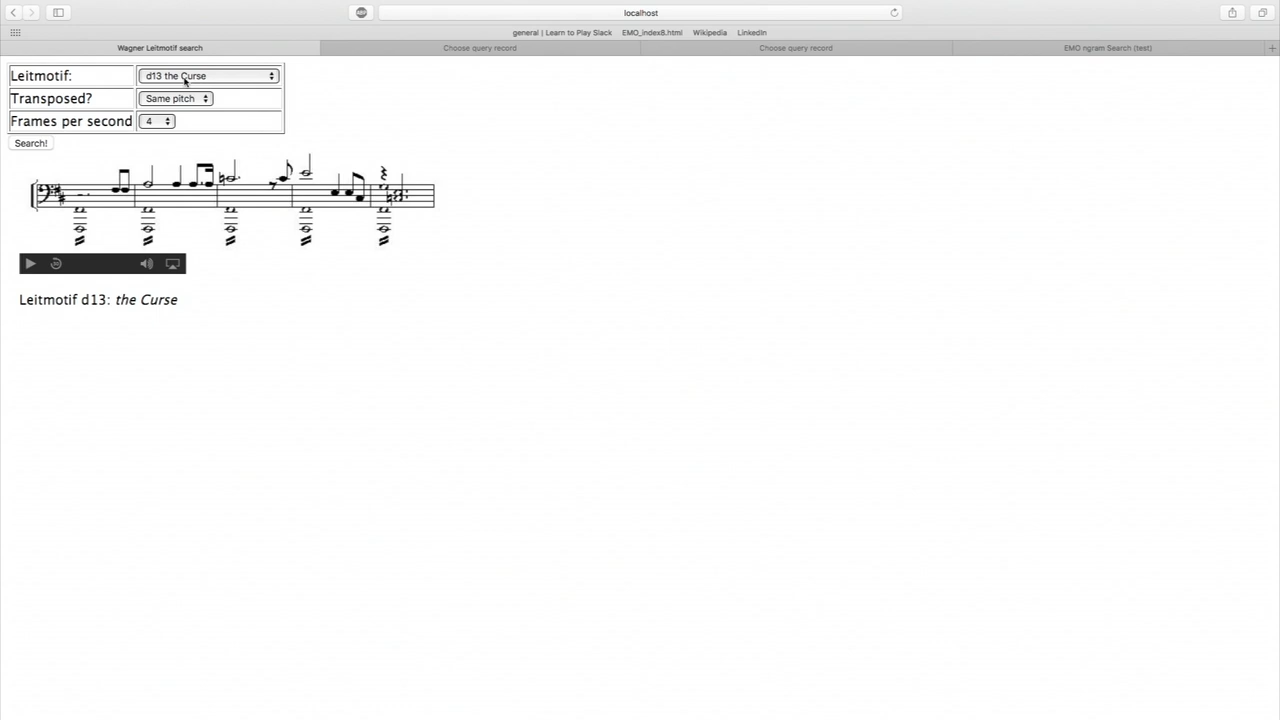 localhost
general | Learn to Play Slack EMO_index8.html Wikipedia LinkedIn
Wagner Leitmotif search Choose query record Choose query record EMO ngram Search (test)
Leitmotif: d13 the Curse
Transposed? Same pitch
Frames per second 4
Search!
Leitmotif d13: the Curse